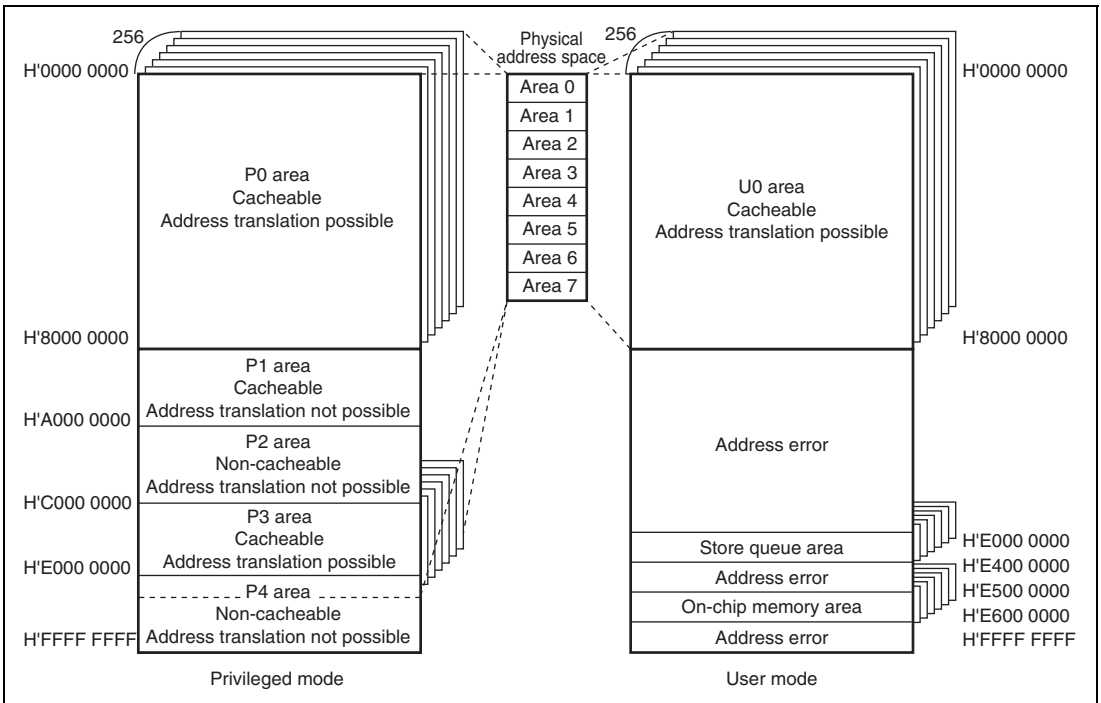 256
H'0000 0000
P0 area
Cacheable
Address translation possible
H'8000 0000
P1 area
Cacheable
Address translation not possible
H'A000 0000
P2 area
Non-cacheable
Address translation not possible
H'C000 0000
P3 area
Cacheable
Address translation possible
H'E000 0000
P4 area
Non-cacheable
Address translation not possible
H'FFFF FFFF
Privileged mode
Physical
address space
Area 0
Area 1
Area 2
Area 3
Area 4
Area 5
Area 6
Area 7
256
H'0000 0000
U0 area
Cacheable
Address translation possible
H'8000 0000
Address error
Store queue area
H'E000 0000
Address error
H'E400 0000
On-chip memory area
H'E500 0000
Address error
H'E600 0000
H'FFFF FFFF
User mode